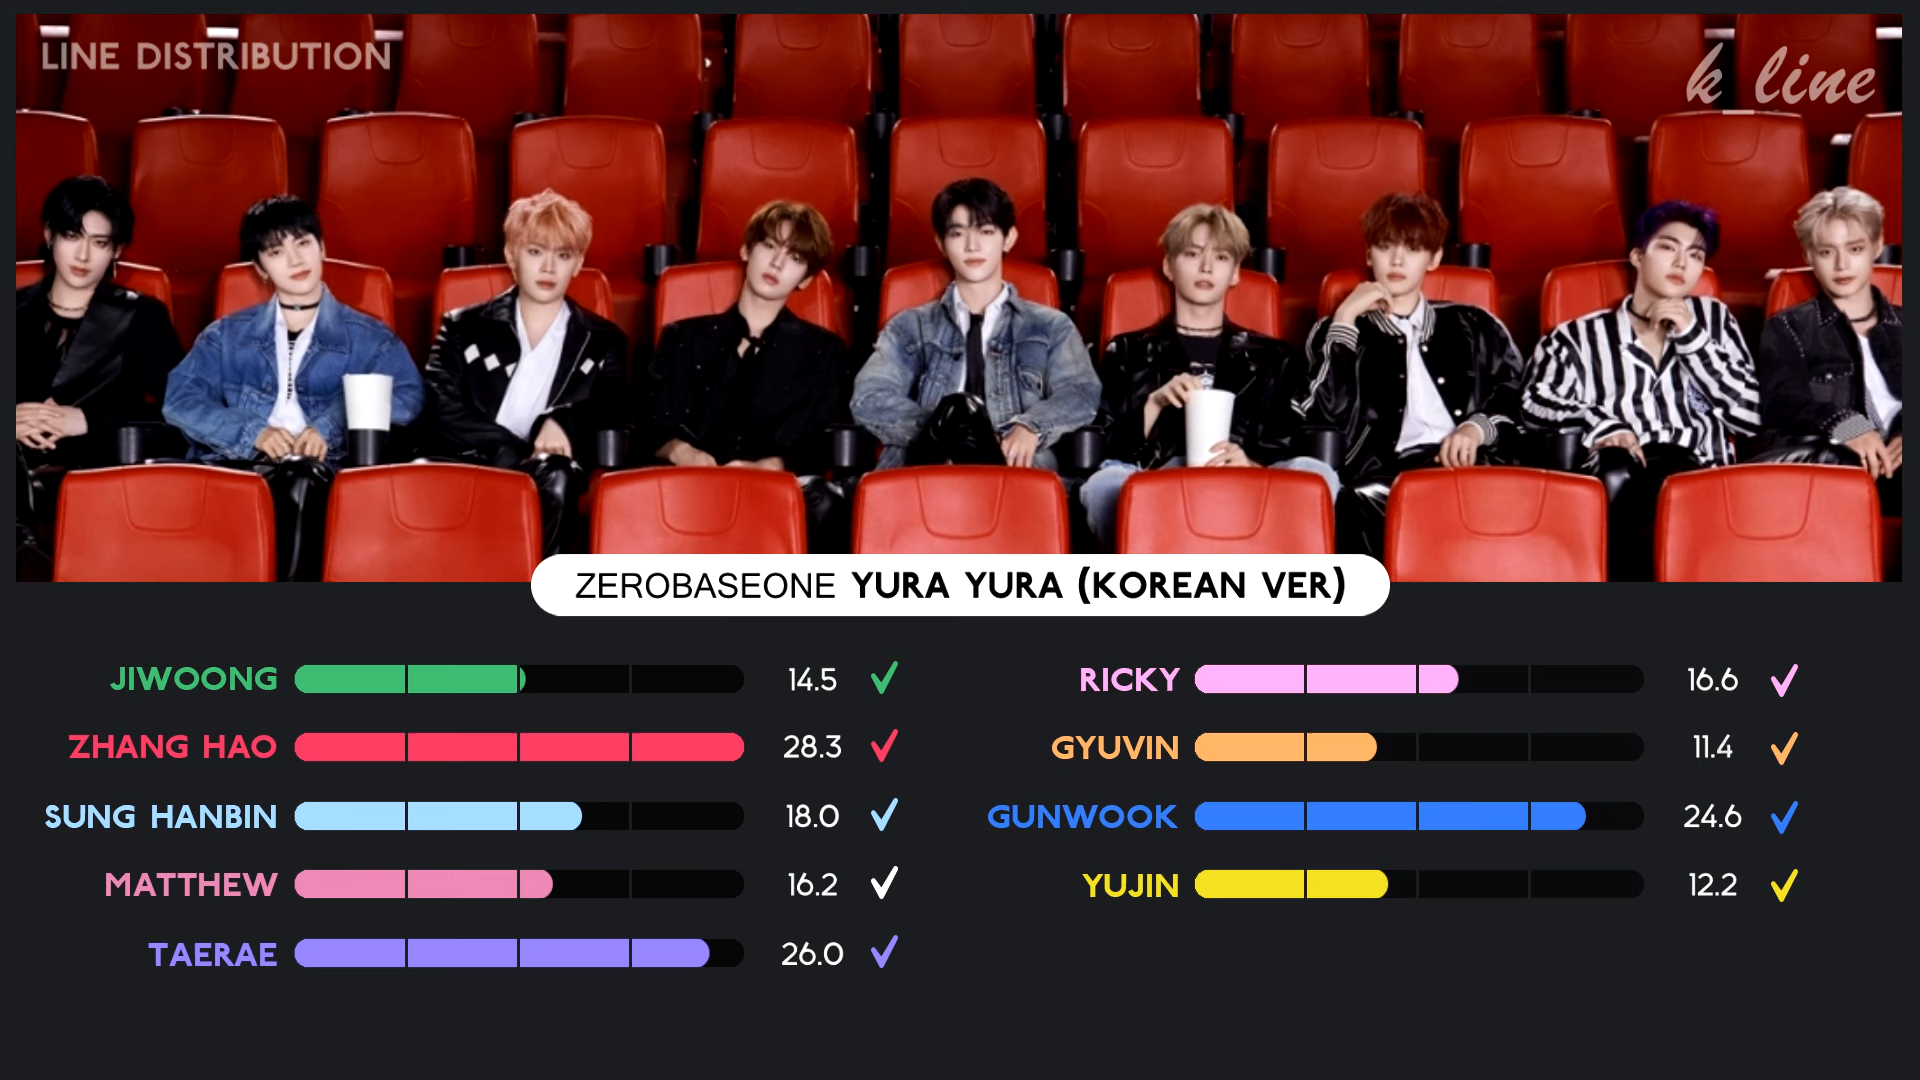 LINE DISTRIBUTION
k line
ZEROBASEONE YURA YURA (KOREAN VER)
JIWOONG 14.5
ZHANG HAO 28.3
SUNG HANBIN 18.0
MATTHEW 16.2
TAERAE 26.0
RICKY 16.6
GYUVIN 11.4
GUNWOOK 24.6
YUJIN 12.2